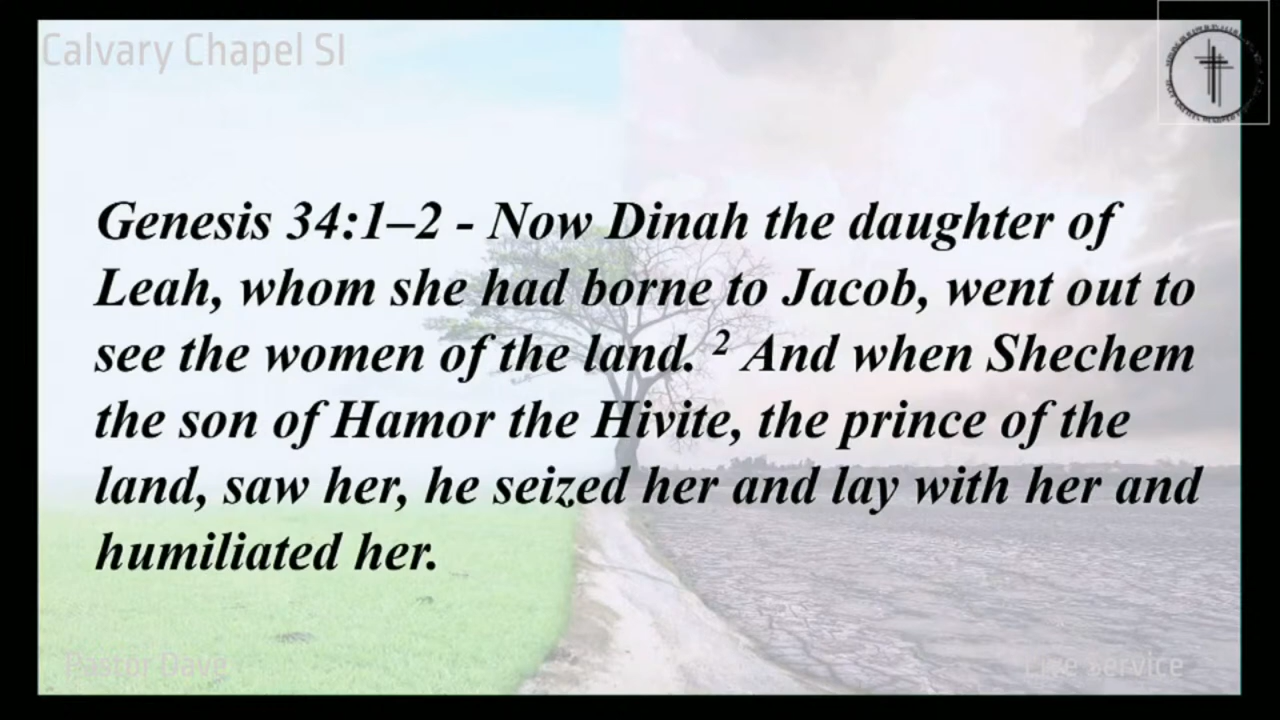 Calvary Chapel SI
Genesis 34:1–2 - Now Dinah the daughter of
Leah, whom she had borne to Jacob, went out to
see the women of the land. ² And when Shechem
the son of Hamor the Hivite, the prince of the
land, saw her, he seized her and lay with her and
humiliated her.
Pastor Dave
Live Service